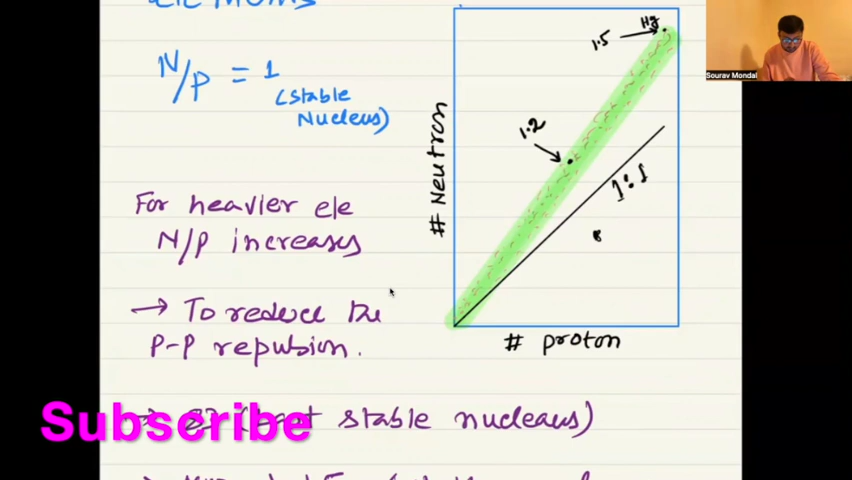 N/P = 1
(stable
Nucleus)
For heavier ele
N/P increases
→ To reduce the
P-P repulsion.
stable nucleaus)
# Neutron
# proton
1.5
Hg
1.2
1:1
Sourav Mondal
Subscribe